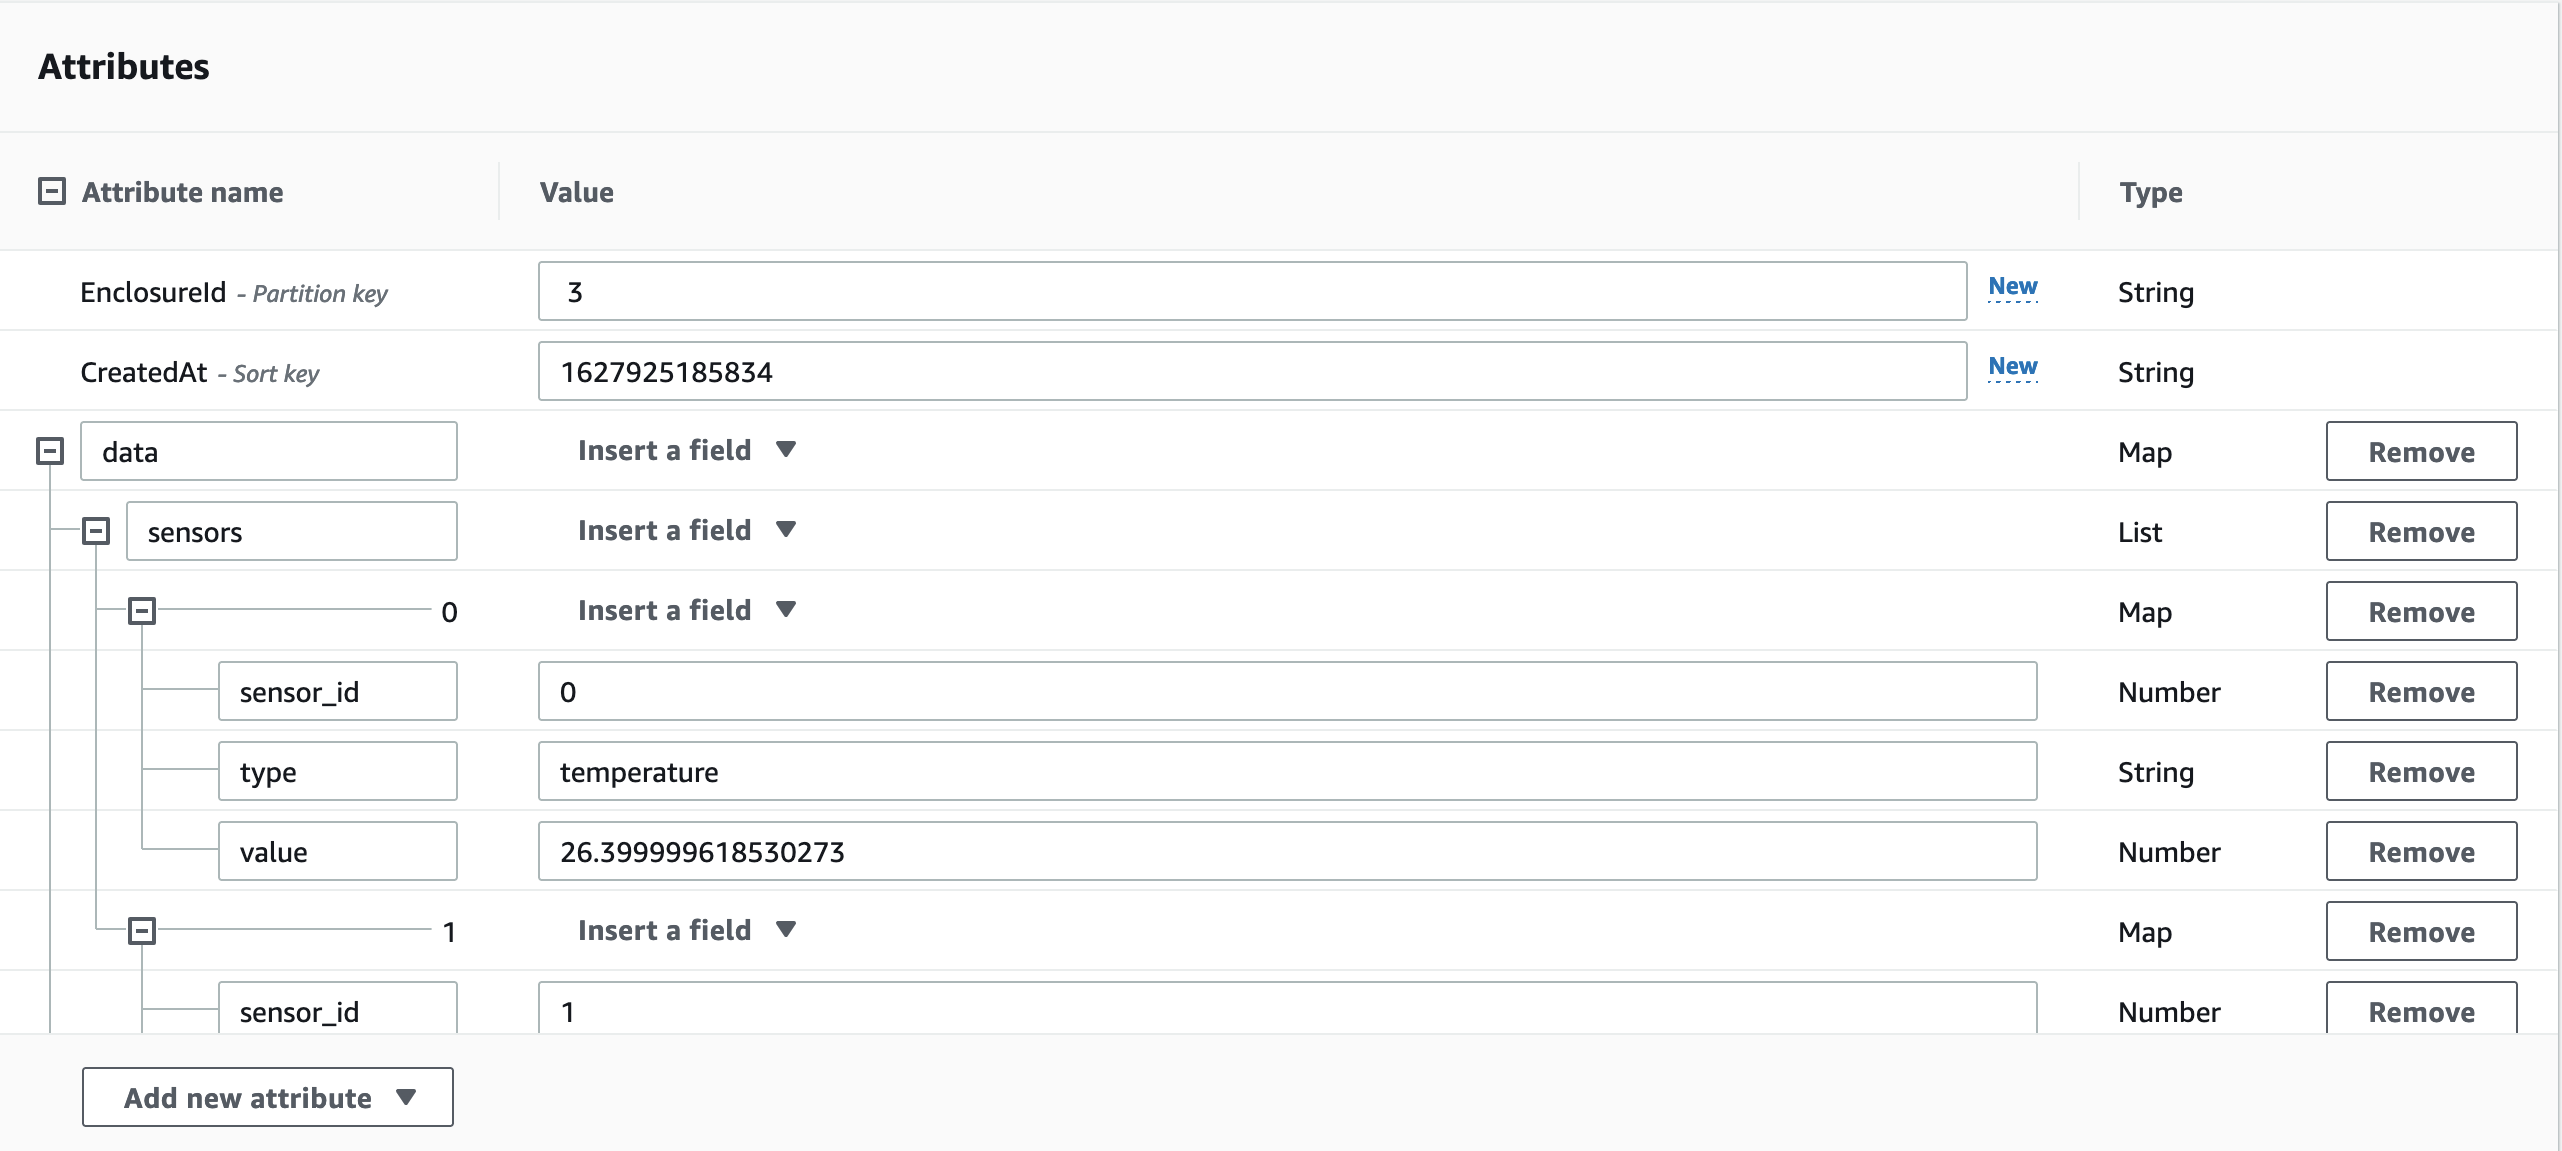 Attributes
Attribute name Value Type
EnclosureId - Partition key 3 New String
CreatedAt - Sort key 1627925185834 New String
data Insert a field Map Remove
sensors Insert a field List Remove
0 Insert a field Map Remove
sensor_id 0 Number Remove
type temperature String Remove
value 26.399999618530273 Number Remove
1 Insert a field Map Remove
sensor_id 1 Number Remove
Add new attribute